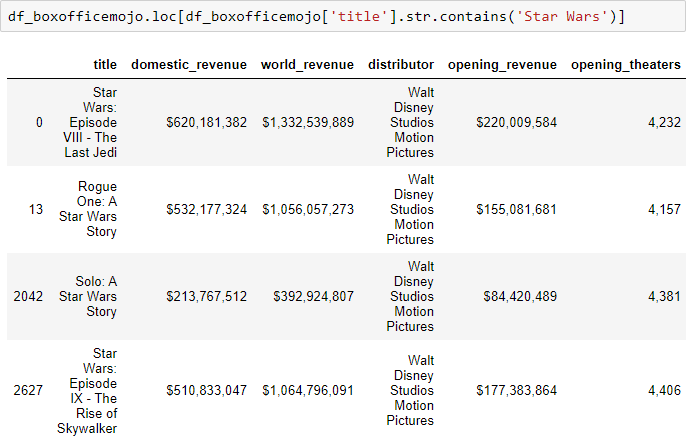 df_boxofficemojo.loc[df_boxofficemojo['title'].str.contains('Star Wars')]
title domestic_revenue world_revenue distributor opening_revenue opening_theaters
0 Star Wars: Episode VIII - The Last Jedi $620,181,382 $1,332,539,889 Walt Disney Studios Motion Pictures $220,009,584 4,232
13 Rogue One: A Star Wars Story $532,177,324 $1,056,057,273 Walt Disney Studios Motion Pictures $155,081,681 4,157
2042 Solo: A Star Wars Story $213,767,512 $392,924,807 Walt Disney Studios Motion Pictures $84,420,489 4,381
2627 Star Wars: Episode IX - The Rise of Skywalker $510,833,047 $1,064,796,091 Walt Disney Studios Motion Pictures $177,383,864 4,406